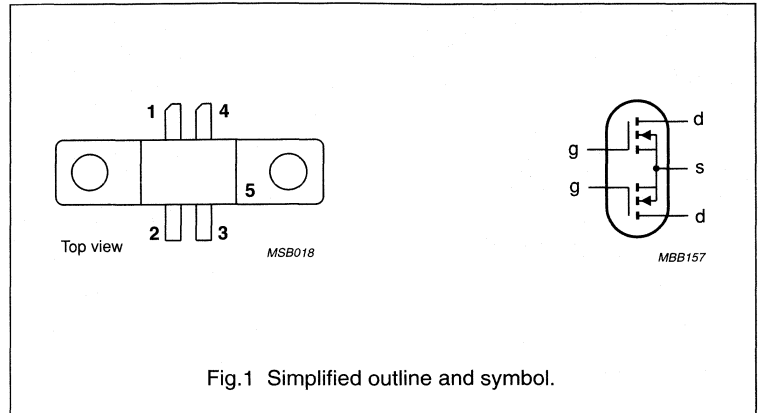 1 4
5
2 3
Top view
MSB018
d
g
s
g
d
MBB157
Fig.1 Simplified outline and symbol.